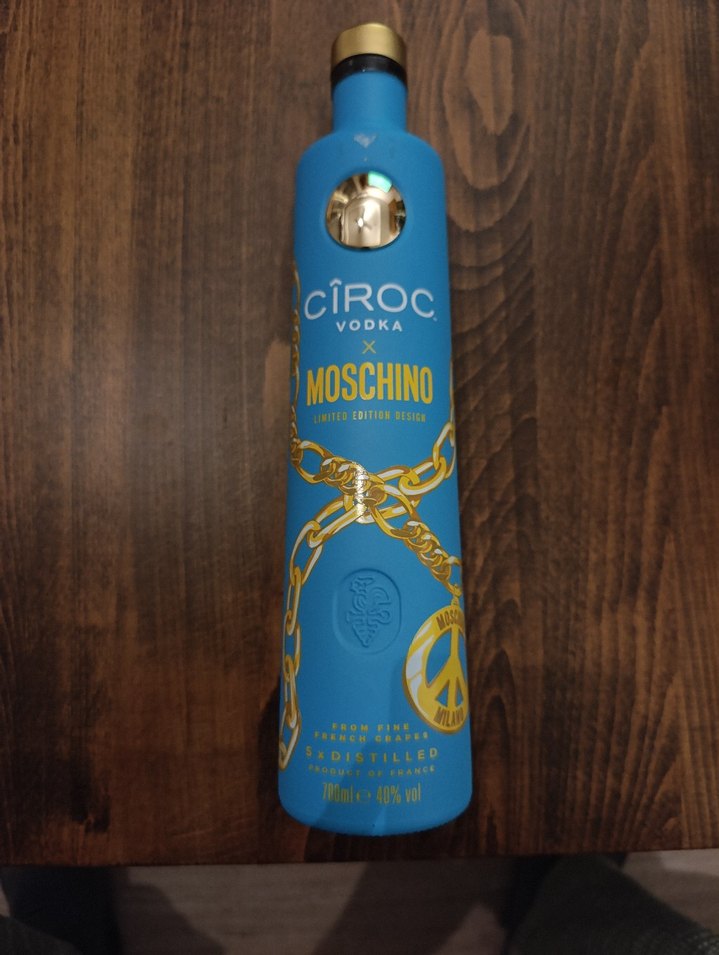 CÎROC™
VODKA
X
MOSCHINO
LIMITED EDITION DESIGN
MOSCHINO
MILANO
FROM FINE
FRENCH GRAPES
5 x DISTILLED
PRODUCT OF FRANCE
700ml ℮ 40% vol